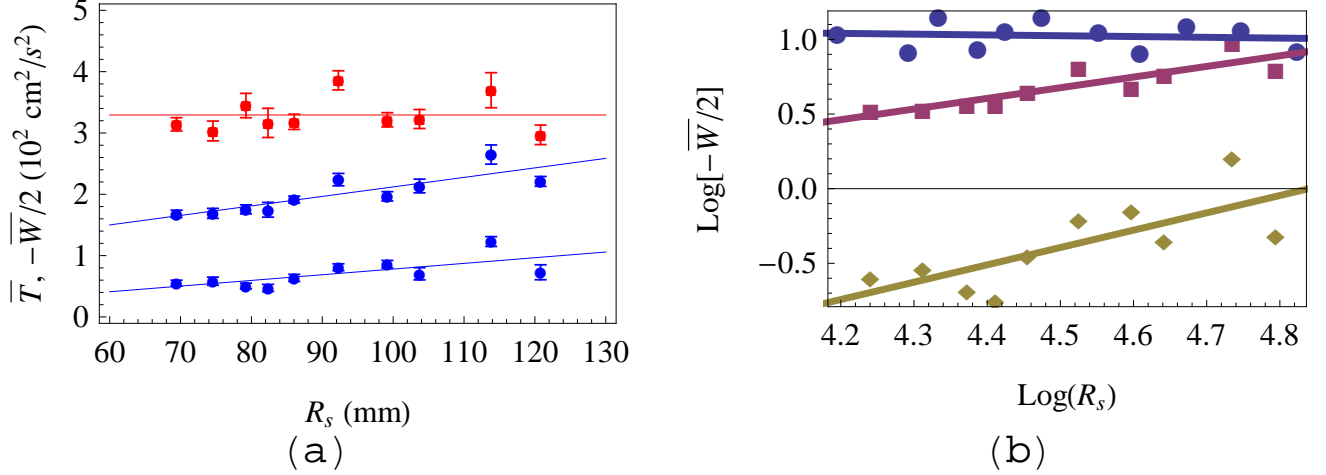 T̅, −W̅/2 (10² cm²/s²)
5
4
3
2
1
0
60 70 80 90 100 110 120 130
R_s (mm)
(a)
Log[−W̅/2]
1.0
0.5
0.0
−0.5
4.2 4.3 4.4 4.5 4.6 4.7 4.8
Log(R_s)
(b)